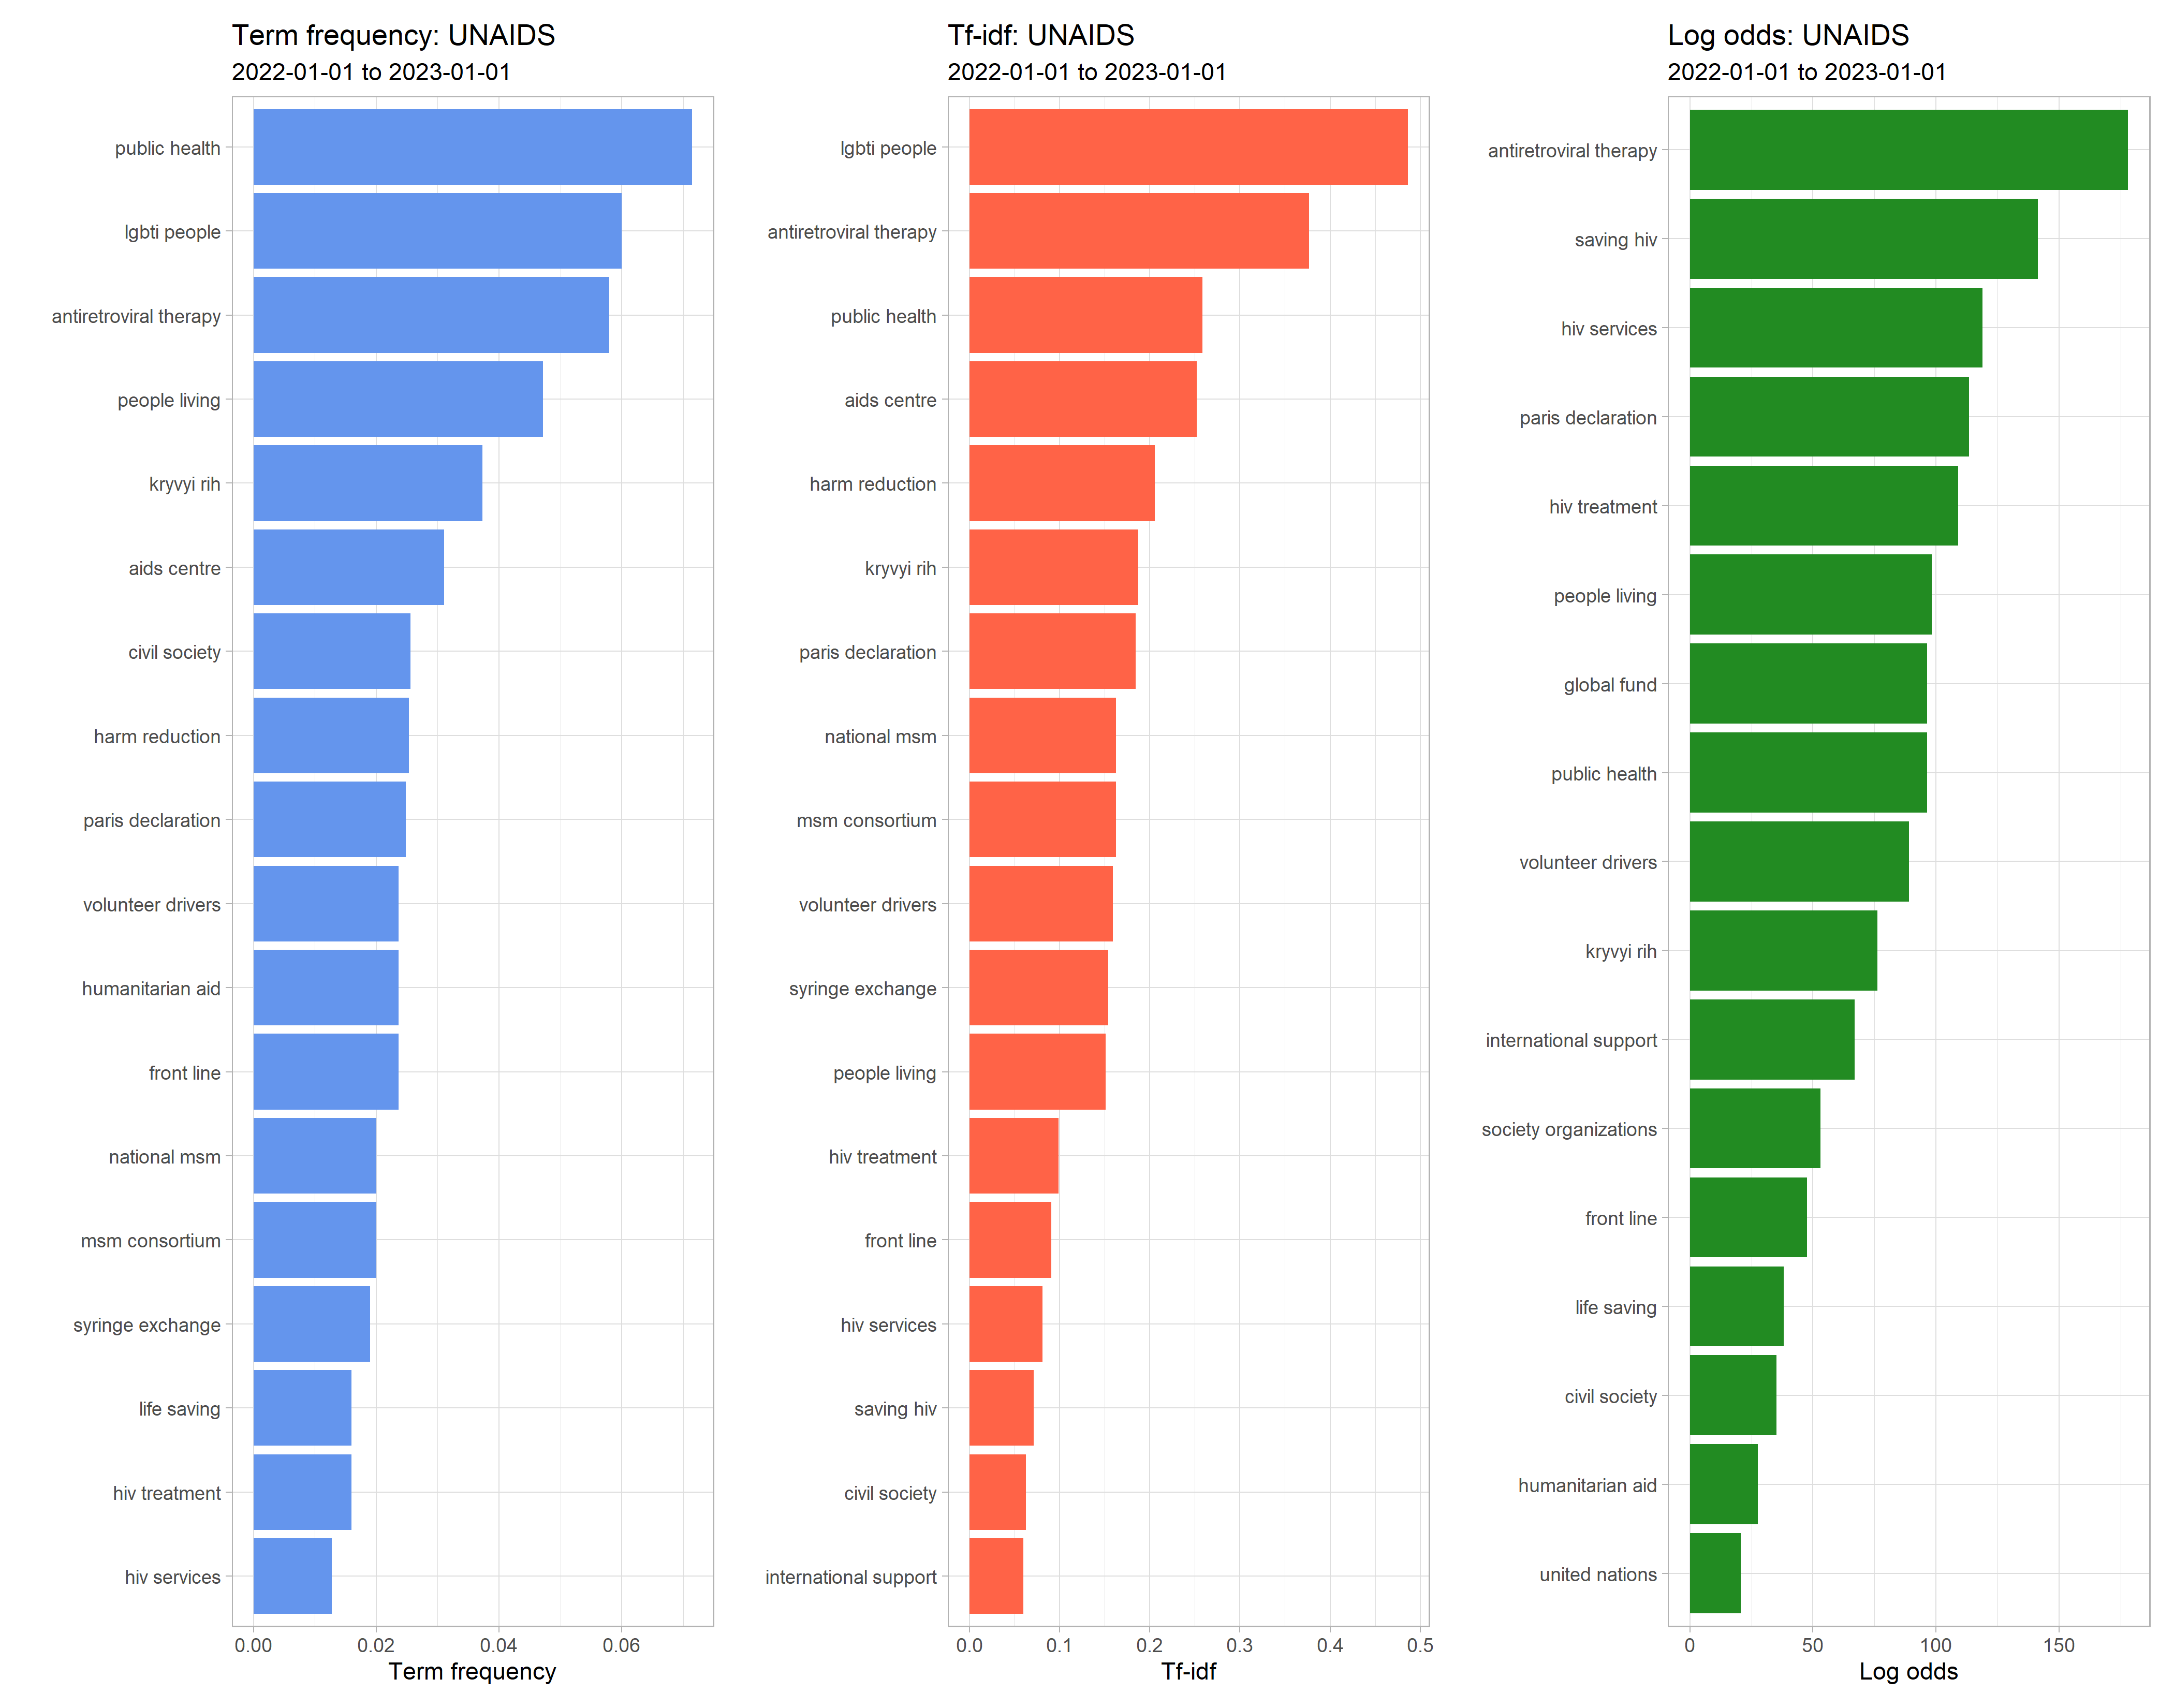 Term frequency: UNAIDS
2022-01-01 to 2023-01-01
public health
lgbti people
antiretroviral therapy
people living
kryvyi rih
aids centre
civil society
harm reduction
paris declaration
volunteer drivers
humanitarian aid
front line
national msm
msm consortium
syringe exchange
life saving
hiv treatment
hiv services
0.00 0.02 0.04 0.06
Term frequency
Tf-idf: UNAIDS
2022-01-01 to 2023-01-01
lgbti people
antiretroviral therapy
public health
aids centre
harm reduction
kryvyi rih
paris declaration
national msm
msm consortium
volunteer drivers
syringe exchange
people living
hiv treatment
front line
hiv services
saving hiv
civil society
international support
0.0 0.1 0.2 0.3 0.4 0.5
Tf-idf
Log odds: UNAIDS
2022-01-01 to 2023-01-01
antiretroviral therapy
saving hiv
hiv services
paris declaration
hiv treatment
people living
global fund
public health
volunteer drivers
kryvyi rih
international support
society organizations
front line
life saving
civil society
humanitarian aid
united nations
0 50 100 150
Log odds